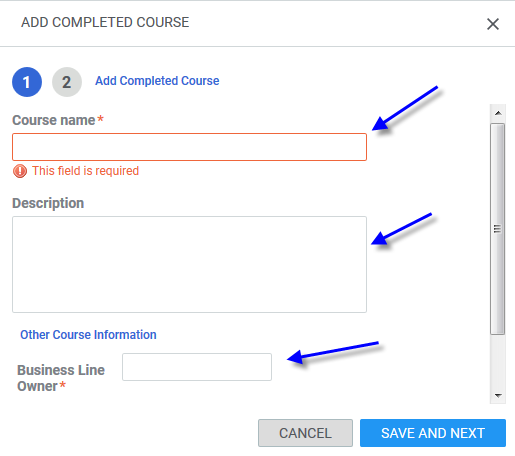 ADD COMPLETED COURSE
1 2 Add Completed Course
Course name *
This field is required
Description
Other Course Information
Business Line
Owner *
CANCEL SAVE AND NEXT